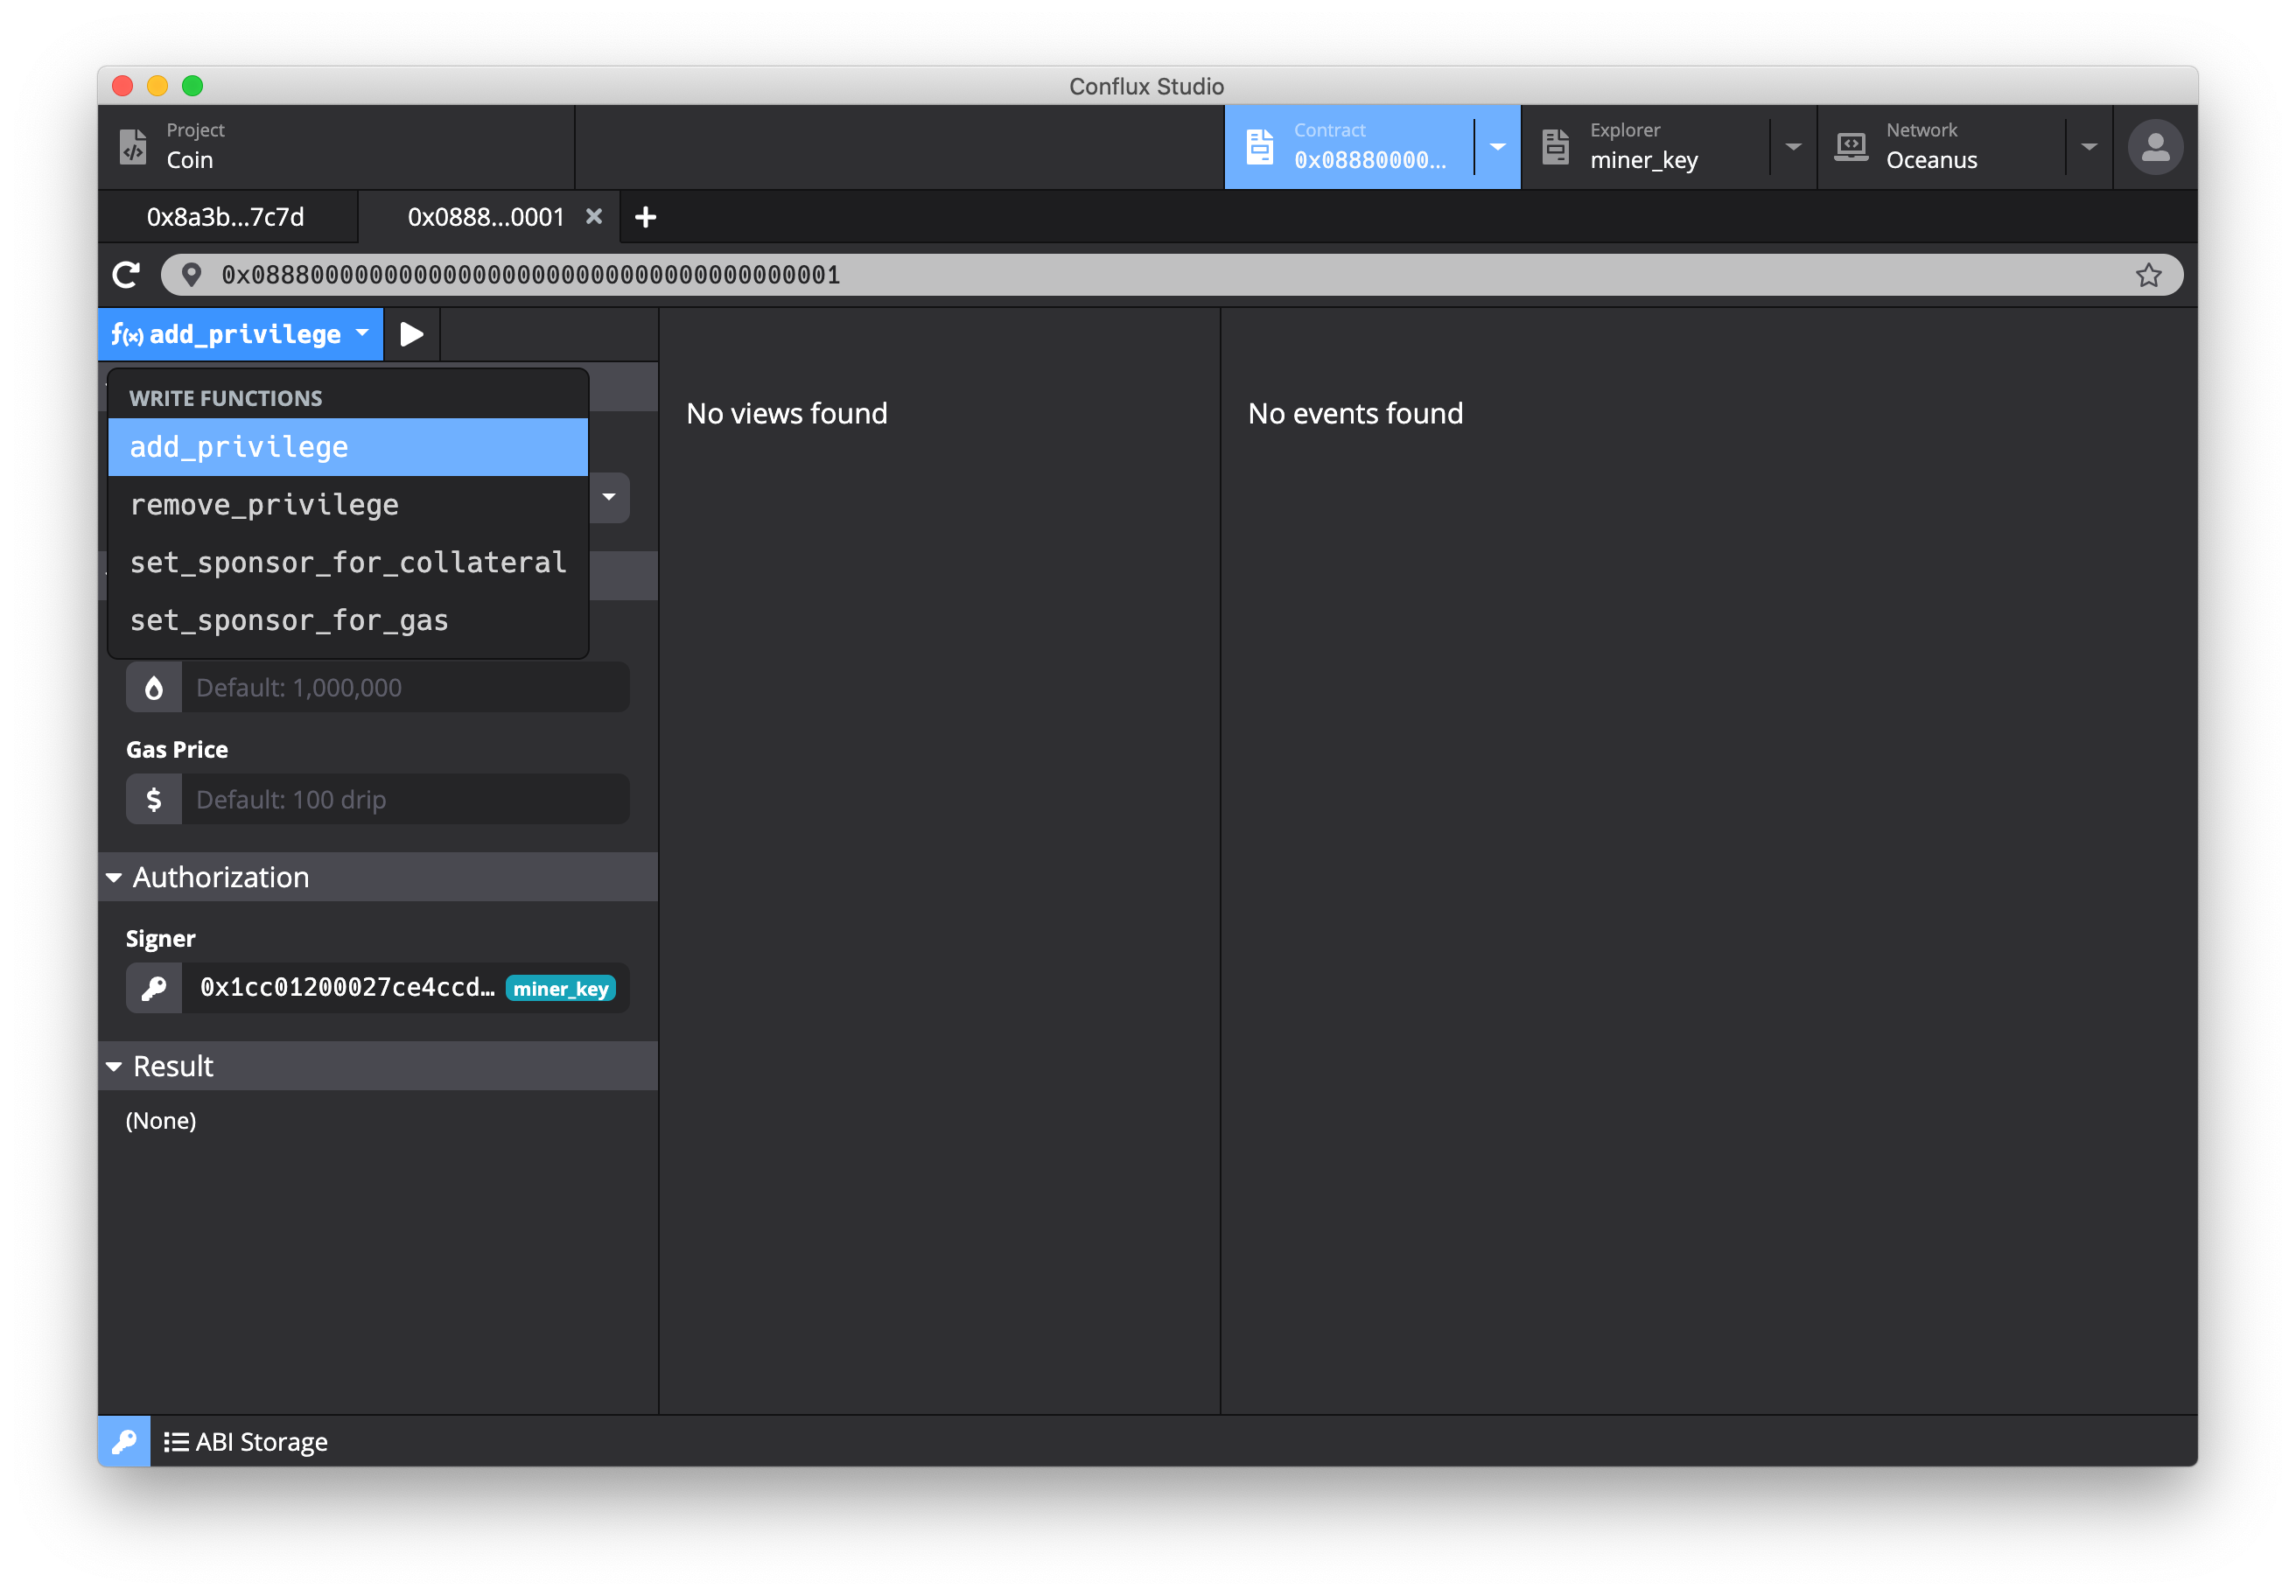 Conflux Studio
Project
Coin
Contract
0x08880000...
Explorer
miner_key
Network
Oceanus
0x8a3b...7c7d
0x0888...0001
0x0888000000000000000000000000000000000001
f(x) add_privilege
WRITE FUNCTIONS
add_privilege
remove_privilege
set_sponsor_for_collateral
set_sponsor_for_gas
Default: 1,000,000
Gas Price
Default: 100 drip
Authorization
Signer
0x1cc01200027ce4ccd… miner_key
Result
(None)
No views found
No events found
ABI Storage